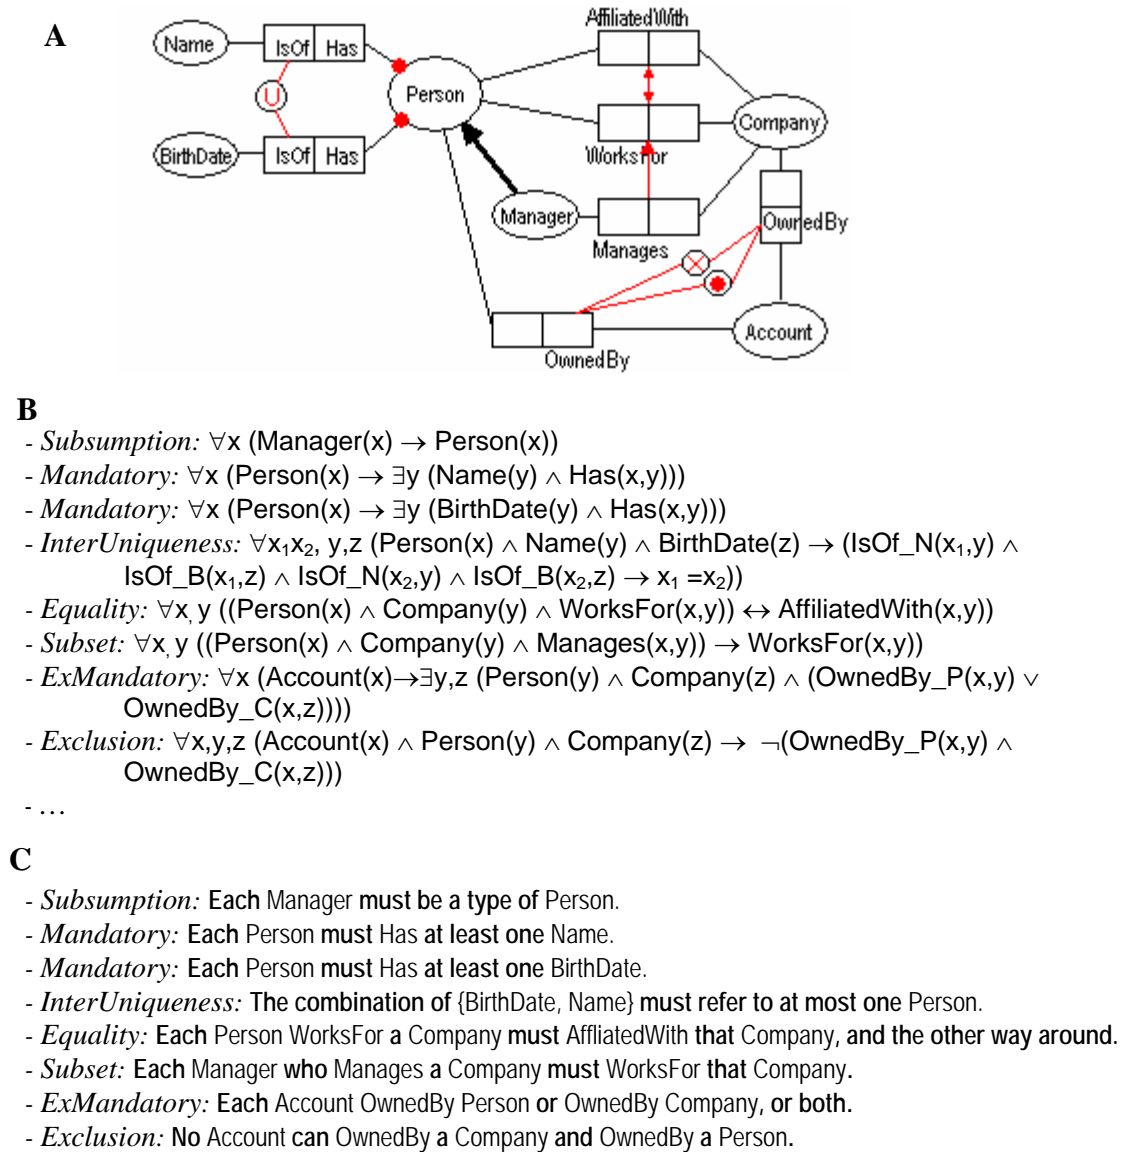 A
AffiliatedWith
Name
IsOf Has
U
Person
Company
BirthDate
IsOf Has
WorksFor
Manager
OwnedBy
Manages
Account
OwnedBy
B
- Subsumption: ∀x (Manager(x) → Person(x))
- Mandatory: ∀x (Person(x) → ∃y (Name(y) ∧ Has(x,y)))
- Mandatory: ∀x (Person(x) → ∃y (BirthDate(y) ∧ Has(x,y)))
- InterUniqueness: ∀x₁x₂, y,z (Person(x) ∧ Name(y) ∧ BirthDate(z) → (IsOf_N(x₁,y) ∧
IsOf_B(x₁,z) ∧ IsOf_N(x₂,y) ∧ IsOf_B(x₂,z) → x₁ =x₂))
- Equality: ∀x, y ((Person(x) ∧ Company(y) ∧ WorksFor(x,y)) ↔ AffiliatedWith(x,y))
- Subset: ∀x, y ((Person(x) ∧ Company(y) ∧ Manages(x,y)) → WorksFor(x,y))
- ExMandatory: ∀x (Account(x)→∃y,z (Person(y) ∧ Company(z) ∧ (OwnedBy_P(x,y) ∨
OwnedBy_C(x,z))))
- Exclusion: ∀x,y,z (Account(x) ∧ Person(y) ∧ Company(z) → ¬(OwnedBy_P(x,y) ∧
OwnedBy_C(x,z)))
- …
C
- Subsumption: Each Manager must be a type of Person.
- Mandatory: Each Person must Has at least one Name.
- Mandatory: Each Person must Has at least one BirthDate.
- InterUniqueness: The combination of {BirthDate, Name} must refer to at most one Person.
- Equality: Each Person WorksFor a Company must AffliatedWith that Company, and the other way around.
- Subset: Each Manager who Manages a Company must WorksFor that Company.
- ExMandatory: Each Account OwnedBy Person or OwnedBy Company, or both.
- Exclusion: No Account can OwnedBy a Company and OwnedBy a Person.